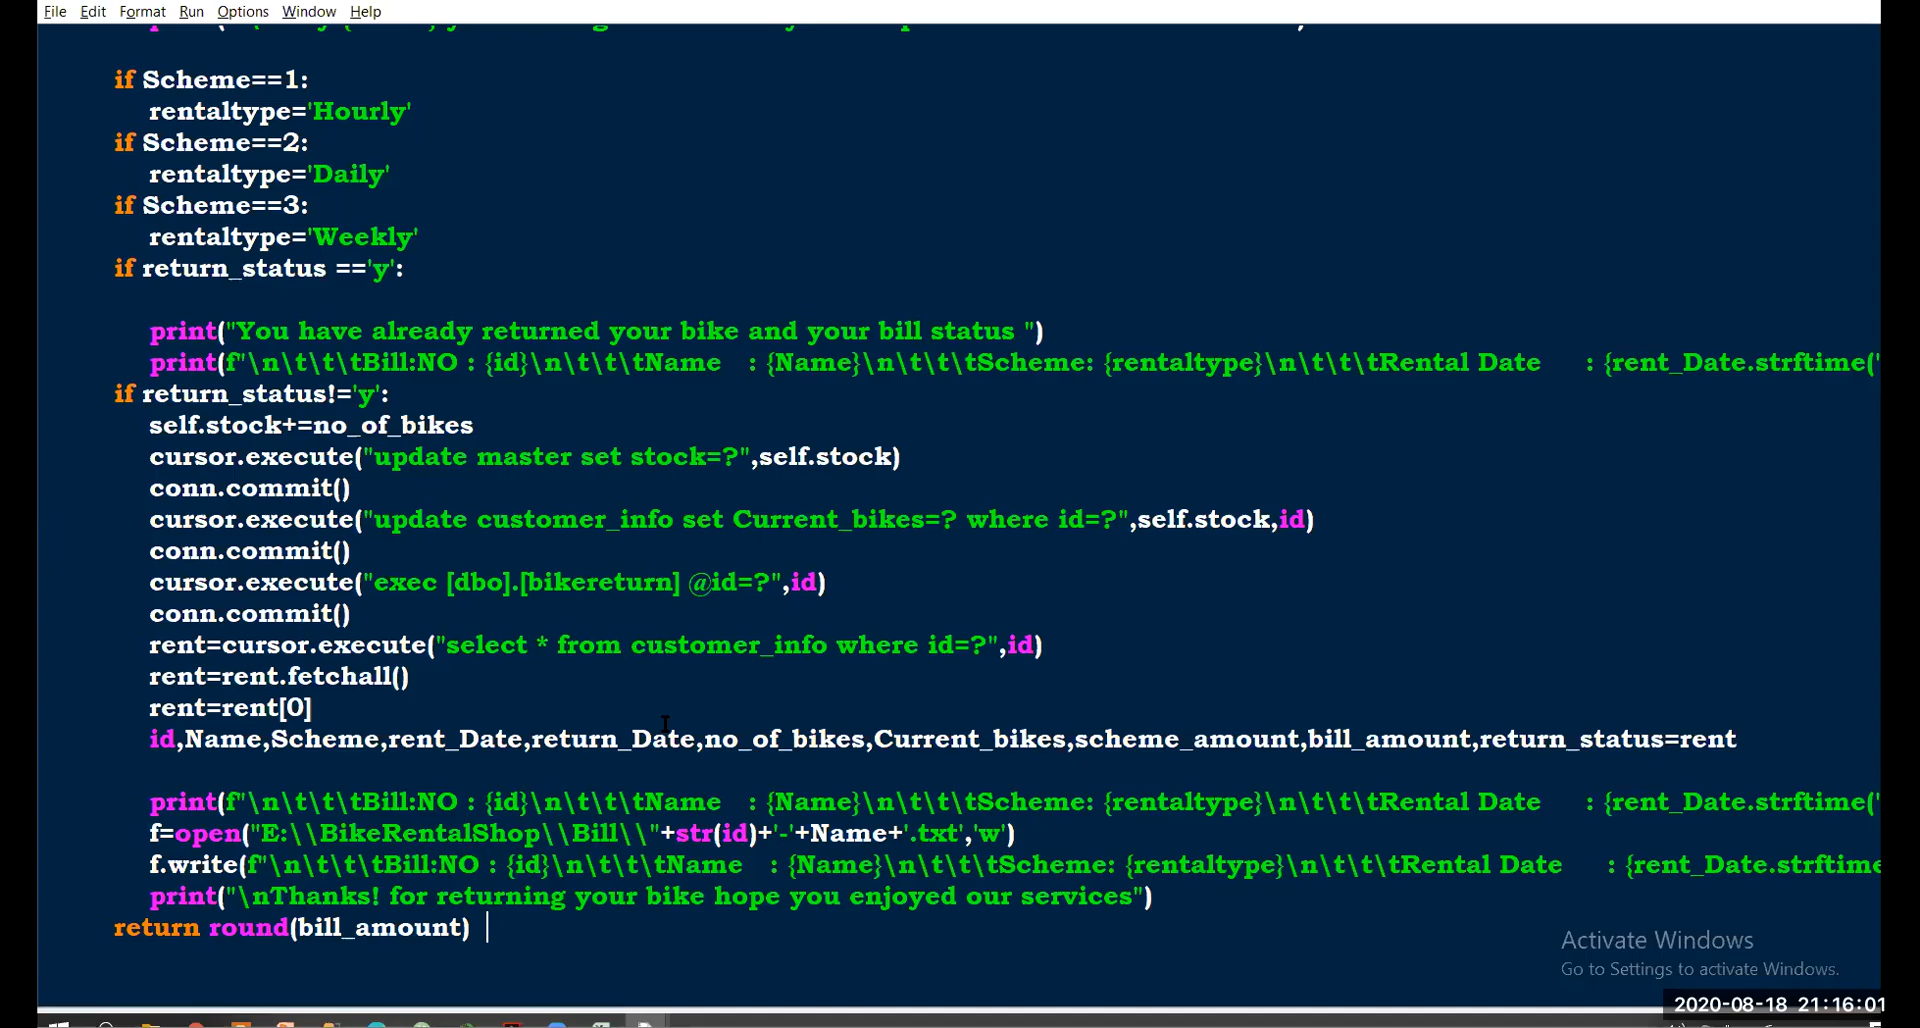 File Edit Format Run Options Window Help
if Scheme==1:
rentaltype='Hourly'
if Scheme==2:
rentaltype='Daily'
if Scheme==3:
rentaltype='Weekly'
if return_status =='y':
print("You have already returned your bike and your bill status ")
print(f"\n\t\t\tBill:NO : {id}\n\t\t\tName   : {Name}\n\t\t\tScheme: {rentaltype}\n\t\t\tRental Date     : {rent_Date.strftime("
if return_status!='y':
self.stock+=no_of_bikes
cursor.execute("update master set stock=?",self.stock)
conn.commit()
cursor.execute("update customer_info set Current_bikes=? where id=?",self.stock,id)
conn.commit()
cursor.execute("exec [dbo].[bikereturn] @id=?",id)
conn.commit()
rent=cursor.execute("select * from customer_info where id=?",id)
rent=rent.fetchall()
rent=rent[0]
id,Name,Scheme,rent_Date,return_Date,no_of_bikes,Current_bikes,scheme_amount,bill_amount,return_status=rent
print(f"\n\t\t\tBill:NO : {id}\n\t\t\tName   : {Name}\n\t\t\tScheme: {rentaltype}\n\t\t\tRental Date     : {rent_Date.strftime("
f=open("E:\\BikeRentalShop\\Bill\\"+str(id)+'-'+Name+'.txt','w')
f.write(f"\n\t\t\tBill:NO : {id}\n\t\t\tName   : {Name}\n\t\t\tScheme: {rentaltype}\n\t\t\tRental Date     : {rent_Date.strftime
print("\nThanks! for returning your bike hope you enjoyed our services")
return round(bill_amount)
Activate Windows
Go to Settings to activate Windows.
2020-08-18 21:16:01